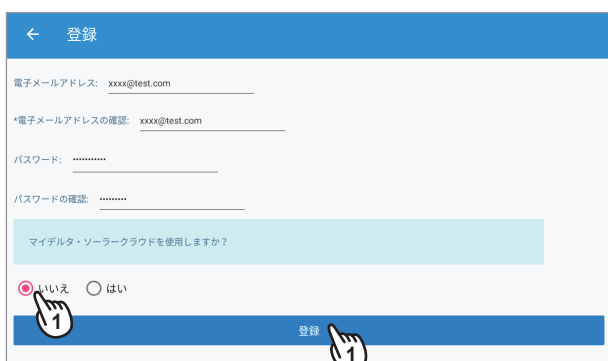 ← 登録
電子メールアドレス: xxxx@test.com
*電子メールアドレスの確認: xxxx@test.com
パスワード: ···········
パスワードの確認: ·········
マイデルタ・ソーラークラウドを使用しますか？
いいえ はい
1
登録
1